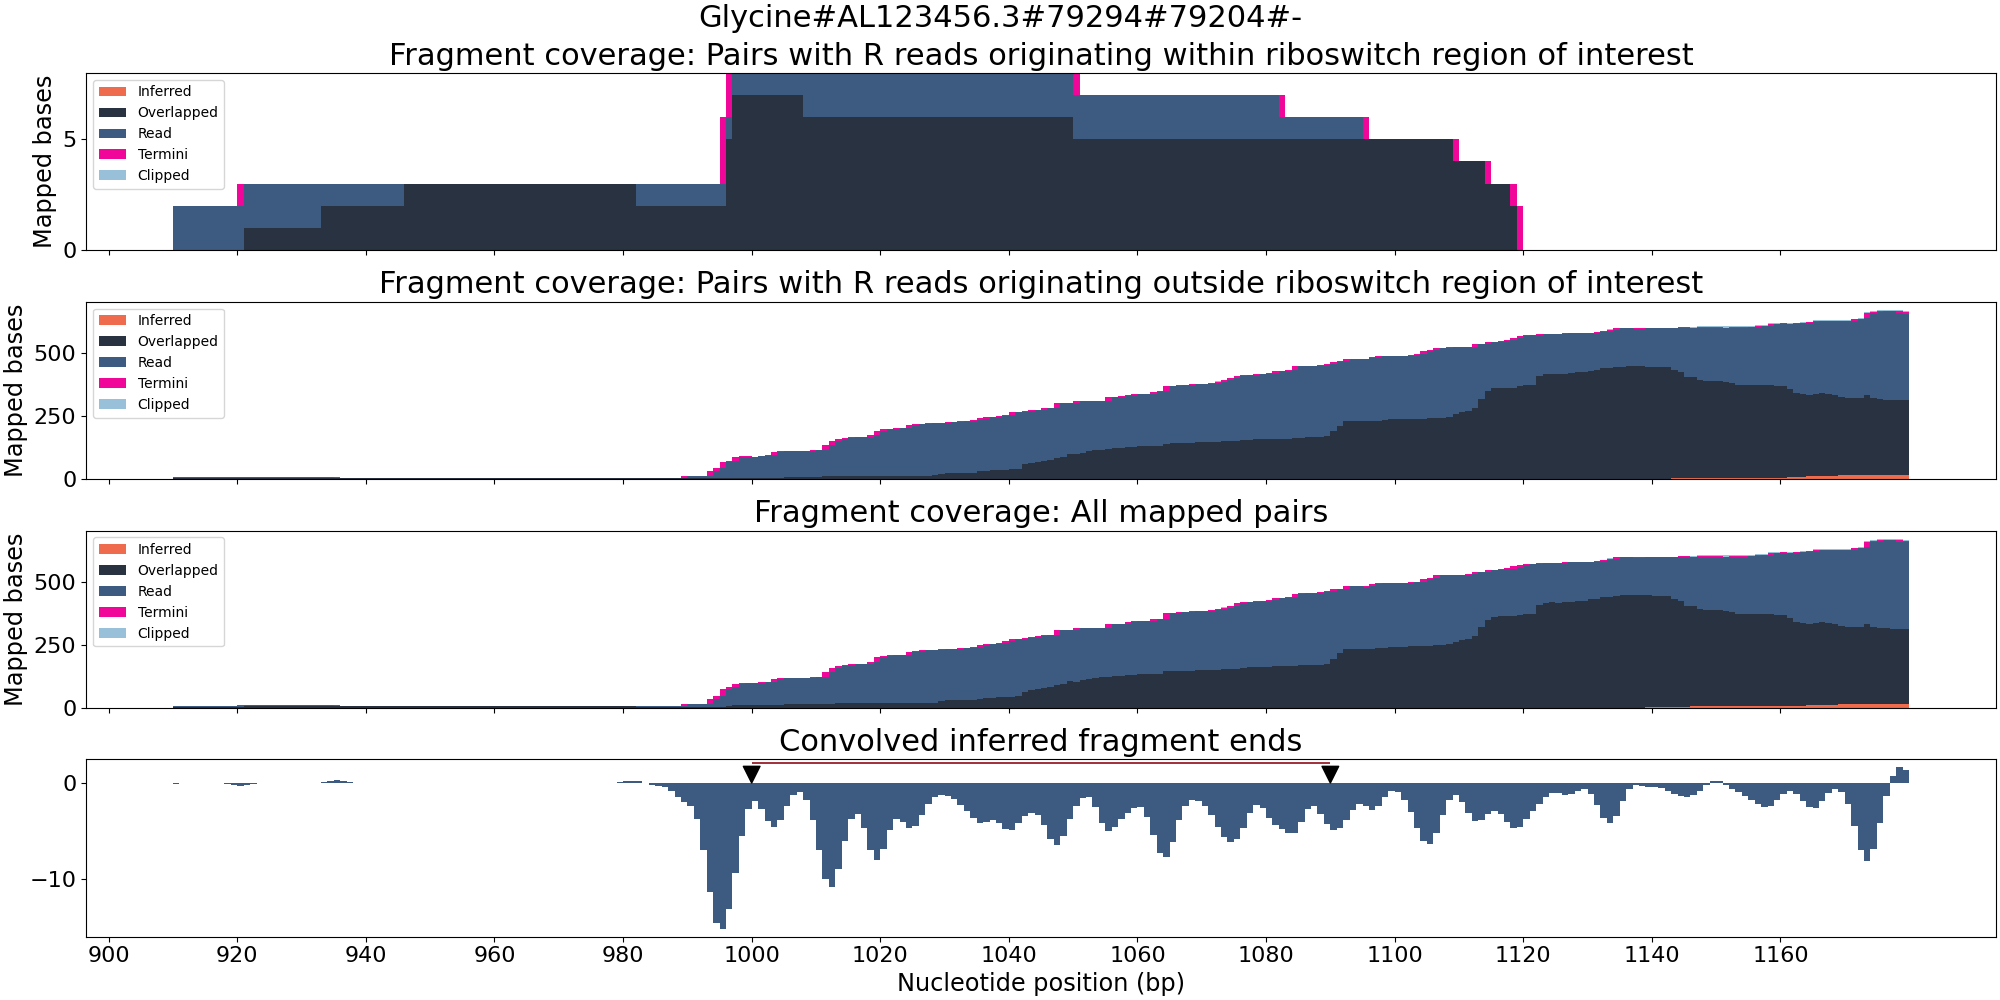 Glycine#AL123456.3#79294#79204#-
Fragment coverage: Pairs with R reads originating within riboswitch region of interest
Mapped bases
5
0
Inferred
Overlapped
Read
Termini
Clipped
900 920 940 960 980 1000 1020 1040 1060 1080 1100 1120 1140 1160
Fragment coverage: Pairs with R reads originating outside riboswitch region of interest
Mapped bases
500
250
0
Inferred
Overlapped
Read
Termini
Clipped
Fragment coverage: All mapped pairs
Mapped bases
500
250
0
Inferred
Overlapped
Read
Termini
Clipped
Convolved inferred fragment ends
0
−10
Nucleotide position (bp)